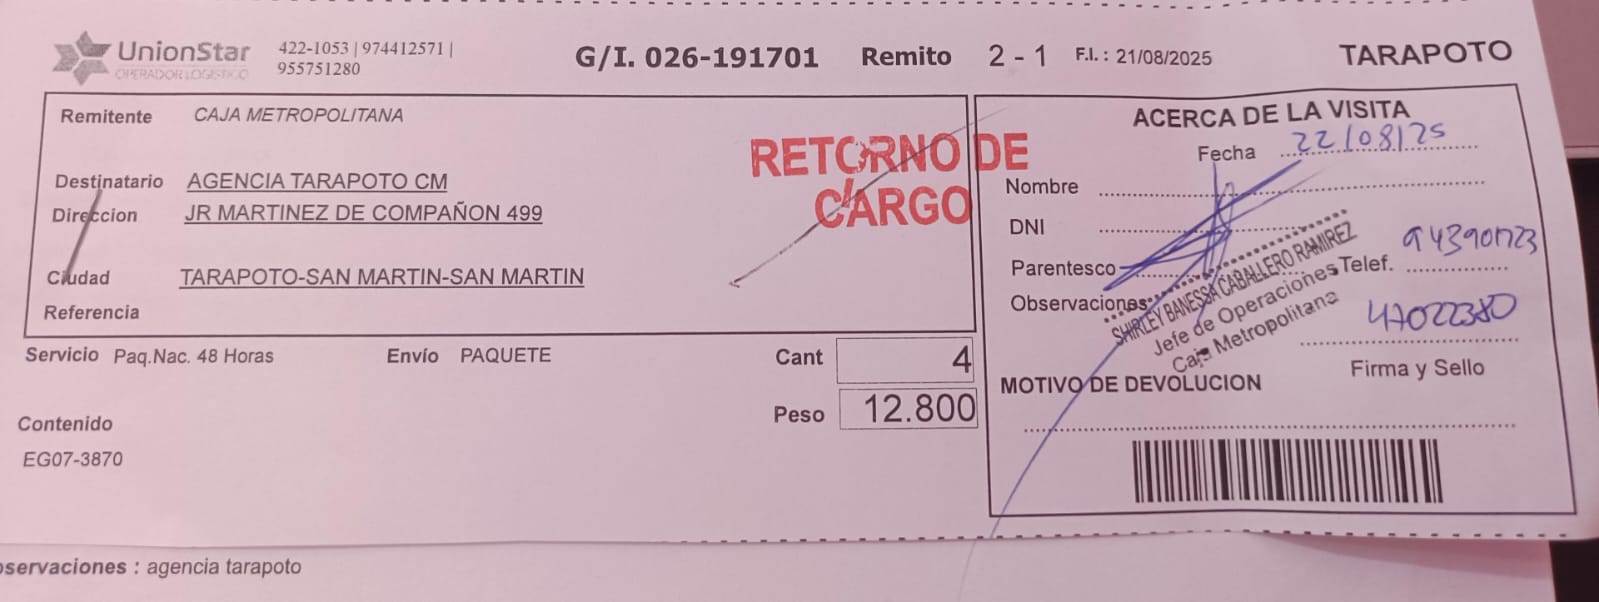 UnionStar
OPERADOR LOGISTICO
422-1053 | 974412571 |
955751280
G/I. 026-191701 Remito 2 - 1 F.I. : 21/08/2025 TARAPOTO
Remitente CAJA METROPOLITANA
Destinatario AGENCIA TARAPOTO CM
Direccion JR MARTINEZ DE COMPAÑON 499
Ciudad TARAPOTO-SAN MARTIN-SAN MARTIN
Referencia
RETORNO DE
CARGO
Servicio Paq.Nac. 48 Horas Envío PAQUETE Cant 4
Peso 12.800
Contenido
EG07-3870
ACERCA DE LA VISITA
Fecha 22/08/25
Nombre
DNI
Parentesco
Telef. 943901723
Observaciones
SHIRLEY BANESSA CABALLERO RAMIREZ
Jefe de Operaciones
Caja Metropolitana
47022380
Firma y Sello
MOTIVO DE DEVOLUCION
servaciones : agencia tarapoto